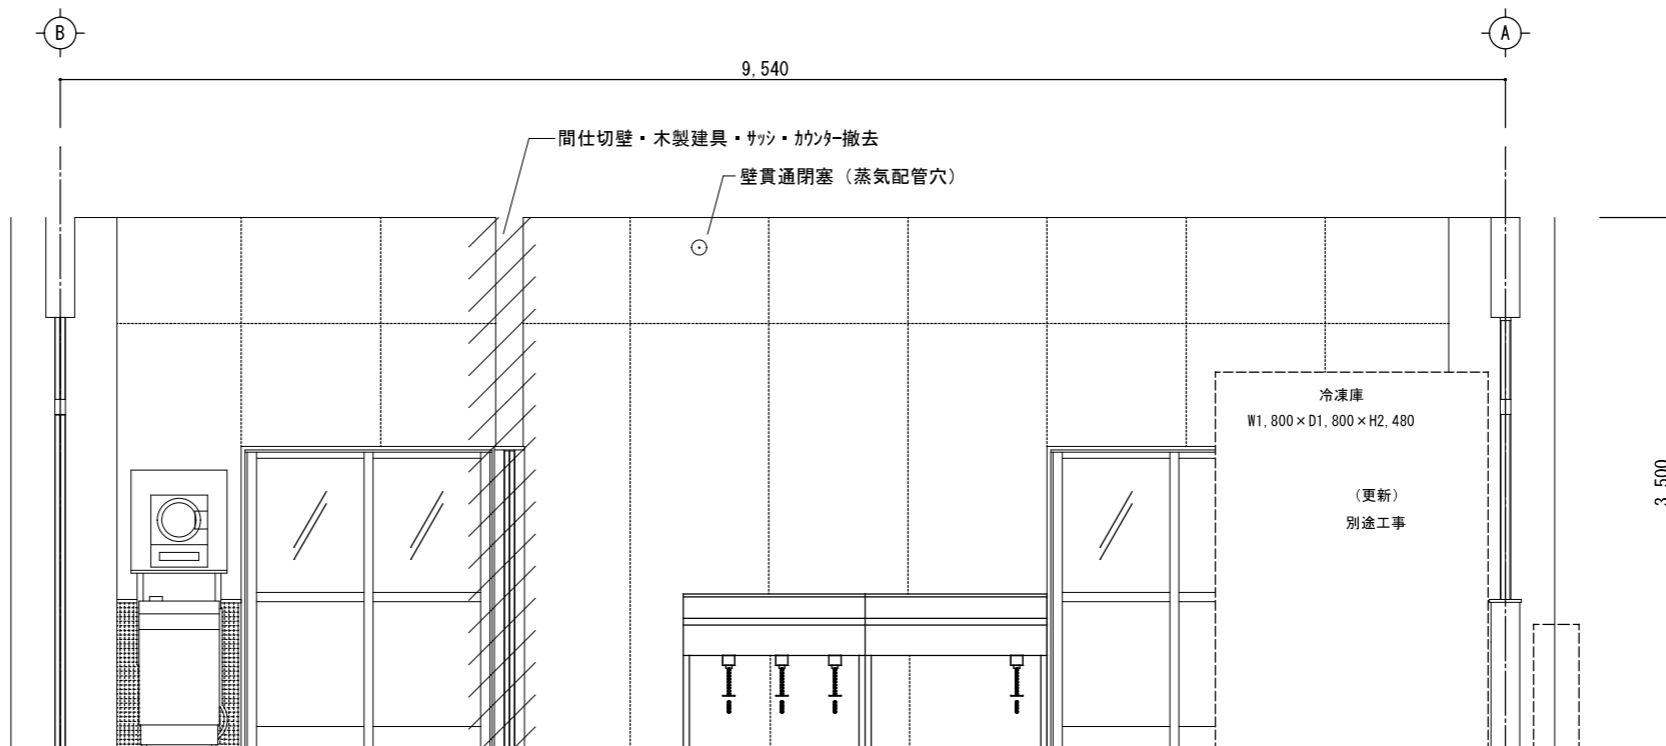 B
A
9,540
間仕切壁・木製建具・ｻｯｼ・ｶｳﾝﾀｰ撤去
壁貫通閉塞（蒸気配管穴）
冷凍庫
W1,800×D1,800×H2,480
（更新）
別途工事
3,500